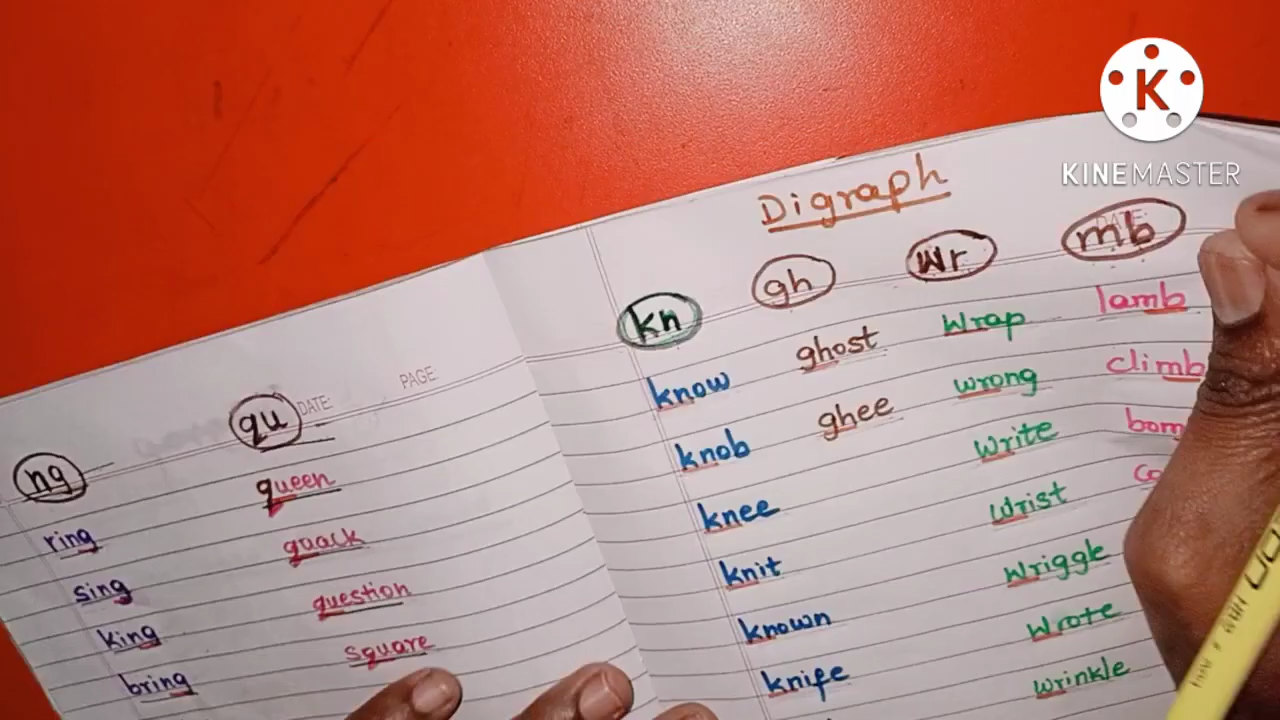 KINEMASTER
PAGE:
DATE:
ng
ring
sing
king
bring
qu
queen
quack
question
square
Digraph
kn
know
knob
knee
knit
known
knife
gh
ghost
ghee
Wr
Wrap
wrong
Write
Wrist
Wriggle
Wrote
wrinkle
mb
lamb
climb